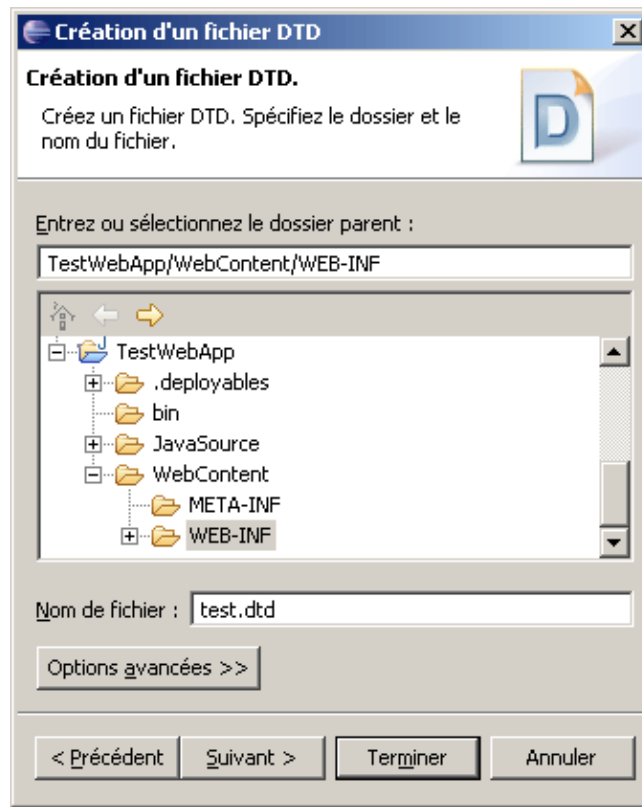 Création d'un fichier DTD
Création d'un fichier DTD.
Créez un fichier DTD. Spécifiez le dossier et le
nom du fichier.
D
Entrez ou sélectionnez le dossier parent :
TestWebApp/WebContent/WEB-INF
TestWebApp
.deployables
bin
JavaSource
WebContent
META-INF
WEB-INF
Nom de fichier : test.dtd
Options avancées >>
< Précédent Suivant > Terminer Annuler